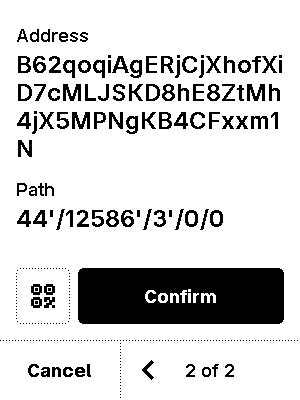 Address
B62qoqiAgERjCjXhofXi
D7cMLJSKD8hE8ZtMh
4jX5MPNgKB4CFxxm1
N
Path
44'/12586'/3'/0/0
Confirm
Cancel
2 of 2